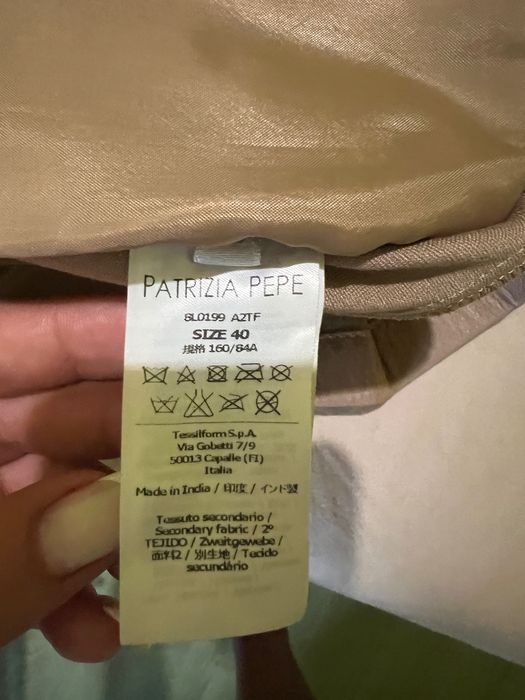 PATRIZIA PEPE
8L0199 A2TF
SIZE 40
规格 160/84A
Tessilform S.p.A.
Via Gobetti 7/9
50013 Capalle (FI)
Italia
Made in India / 印度 / インド製
Tessuto secondario /
Secondary fabric / 2º
TEJIDO / Zweitgewebe /
面料2 / 別生地 / Tecido
secundário